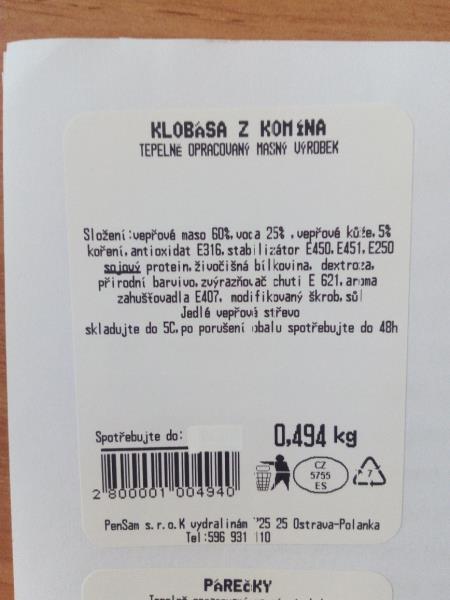 KLOBÁSA Z KOMÍNA
TEPELNĚ OPRACOVANÝ MASNÝ VÝROBEK
Složení:vepřové maso 60%, voda 25% ,vepřové kůže, 5%
koření, antioxidat E316, stabilizátor E450, E451, E250
sojový protein, živočišná bílkovina, dextroza,
přírodní barvivo, zvýrazňovač chuti E 621, aroma
zahušťovadla E407, modifikovaný škrob, sůl
Jedlé vepřové střevo
skladujte do 5C, po porušení obalu spotřebujte do 48h
Spotřebujte do:
0,494 kg
2 800001 004940
CZ
5755
ES
7
PenSam s.r.o. K vydralinám 25 25 Ostrava-Polanka
Tel:596 931 110
PÁREČKY